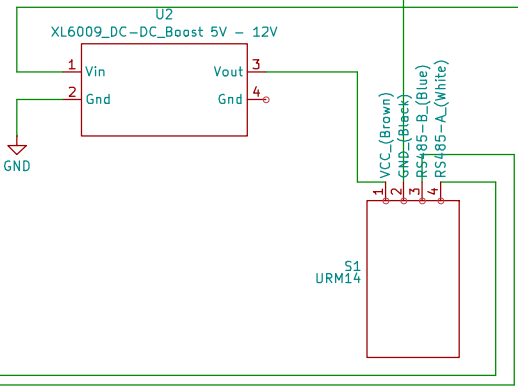 U2
XL6009_DC-DC_Boost 5V - 12V
1 Vin Vout 3
2 Gnd Gnd 4
GND
VCC_(Brown)
GND_(Black)
RS485-B_(Blue)
RS485-A_(White)
1 2 3 4
S1
URM14